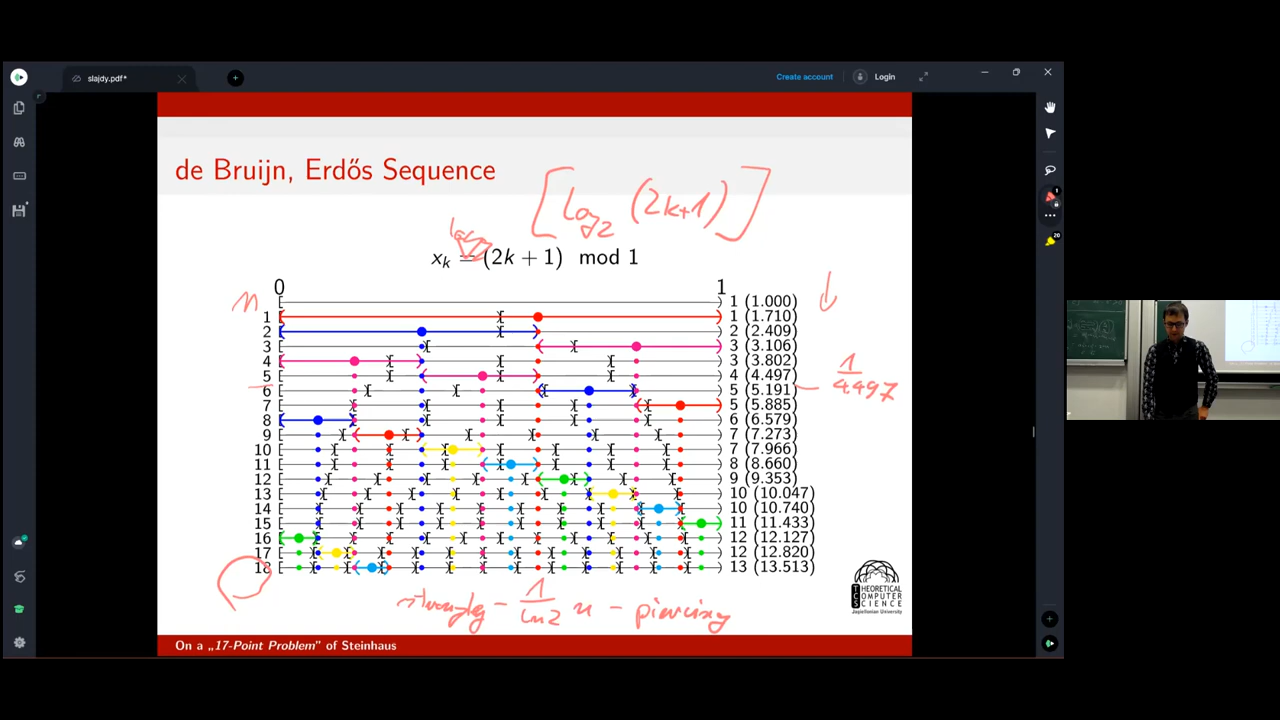 slajdy.pdf*
Create account
Login
de Bruijn, Erdős Sequence
[log₂ (2k+1)]
x_k = (2k + 1) mod 1
0 1
n
1 (1.000)
1 1 (1.710)
2 2 (2.409)
3 3 (3.106)
4 3 (3.802)
5 4 (4.497)
6 5 (5.191)
1/4.497
7 5 (5.885)
8 6 (6.579)
9 7 (7.273)
10 7 (7.966)
11 8 (8.660)
12 9 (9.353)
13 10 (10.047)
14 10 (10.740)
15 11 (11.433)
16 12 (12.127)
17 12 (12.820)
18 13 (13.513)
strongly - 1/ln2 n - piercing
THEORETICAL
COMPUTER
SCIENCE
Jagiellonian University
On a „17-Point Problem" of Steinhaus